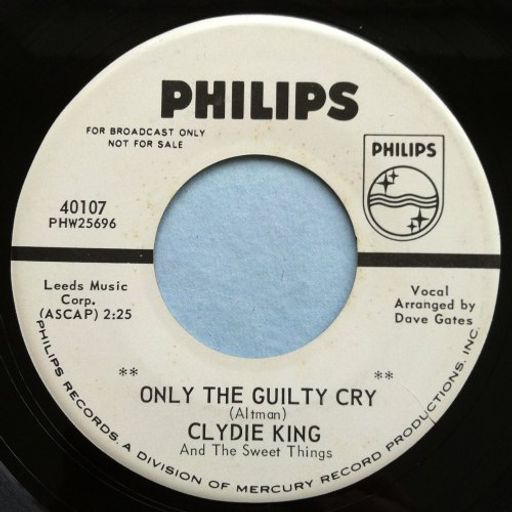 PHILIPS
FOR BROADCAST ONLY
NOT FOR SALE
PHILIPS
40107
PHW25696
Leeds Music
Corp.
(ASCAP) 2:25
Vocal
Arranged by
Dave Gates
** **
ONLY THE GUILTY CRY
(Altman)
CLYDIE KING
And The Sweet Things
PHILIPS RECORDS, A DIVISION OF MERCURY RECORD PRODUCTIONS, INC.